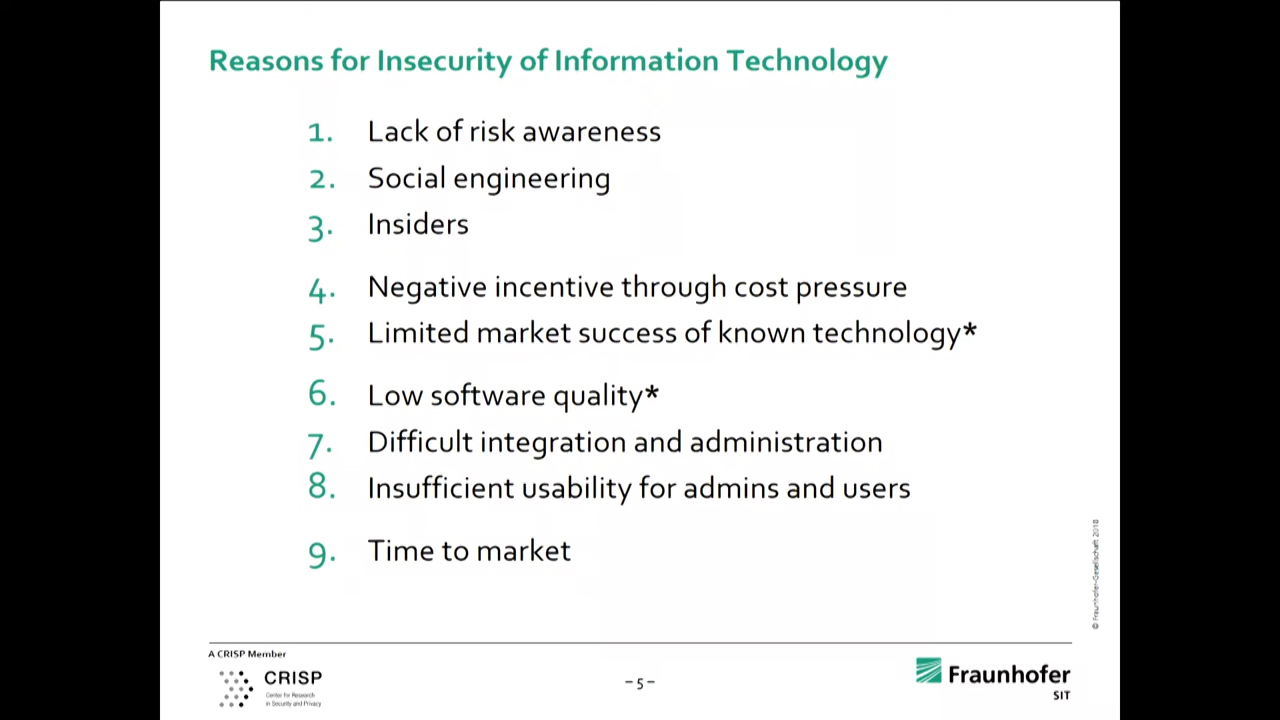 Reasons for Insecurity of Information Technology
1. Lack of risk awareness
2. Social engineering
3. Insiders
4. Negative incentive through cost pressure
5. Limited market success of known technology*
6. Low software quality*
7. Difficult integration and administration
8. Insufficient usability for admins and users
9. Time to market
© Fraunhofer-Gesellschaft 2018
A CRISP Member
CRISP
Center for Research
in Security and Privacy
– 5 –
Fraunhofer
SIT